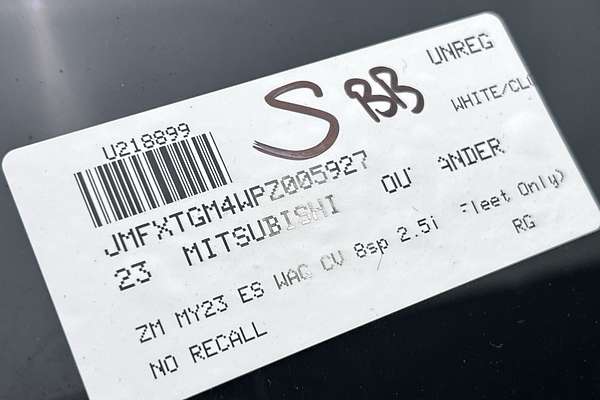 UNREG
S BB
WHITE/CLO
U218899
JMFXTGM4WPZ005927
23 MITSUBISHI OU ANDER
ZM MY23 ES WAG CV 8sp 2.5i Fleet Only)
RG
NO RECALL